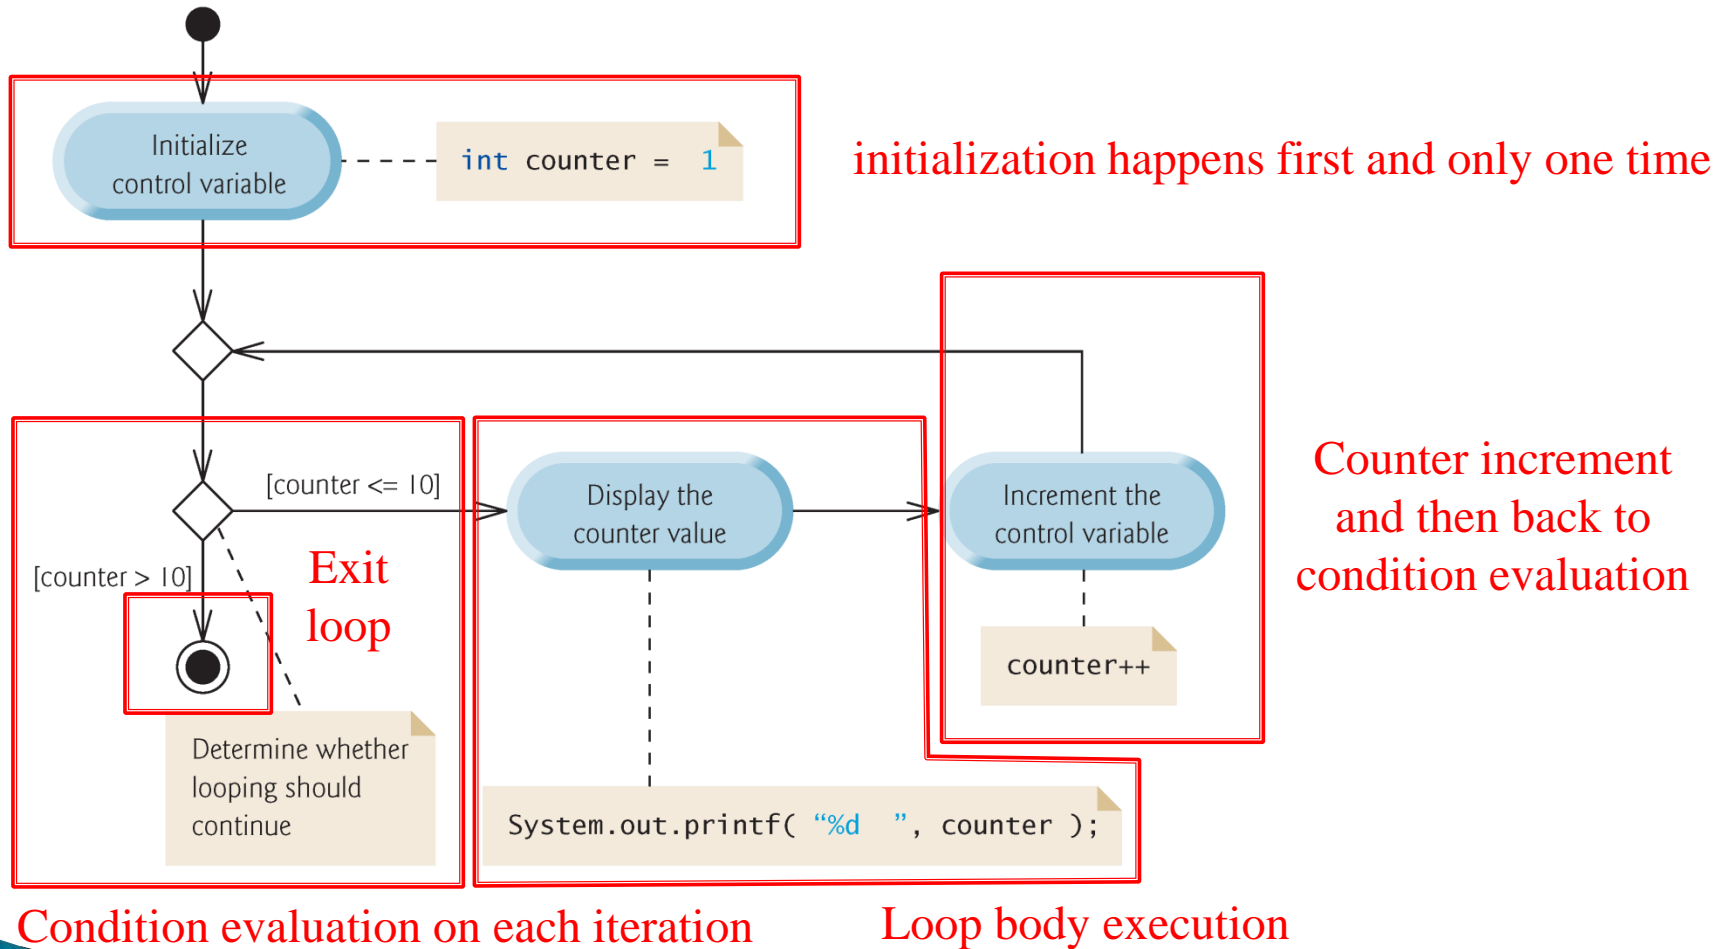 Initialize
control variable
int counter =  1
initialization happens first and only one time
[counter <= 10]
Display the
counter value
Increment the
control variable
Counter increment
and then back to
condition evaluation
[counter > 10]
Exit
loop
counter++
Determine whether
looping should
continue
System.out.printf( “%d  ”, counter );
Condition evaluation on each iteration
Loop body execution